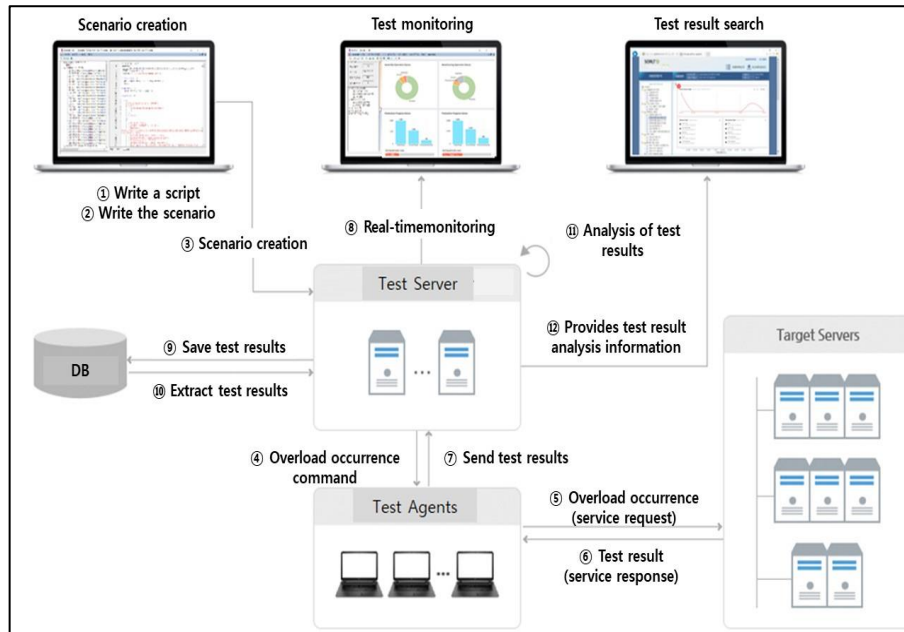 Scenario creation
Test monitoring
Test result search
① Write a script
② Write the scenario
③ Scenario creation
⑧ Real-timemonitoring
⑪ Analysis of test
results
Test Server
⑨ Save test results
DB
⑩ Extract test results
⑫ Provides test result
analysis information
Target Servers
④ Overload occurrence
command
⑦ Send test results
Test Agents
⑤ Overload occurrence
(service request)
⑥ Test result
(service response)